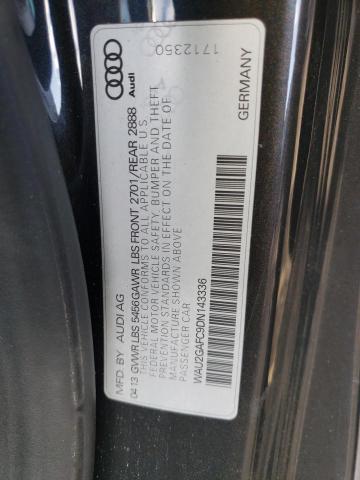 1712350
Audi
GERMANY
MFD. BY AUDI AG
04 13 GVWR LBS 5456 GAWR LBS FRONT 2701/REAR 2888
THIS VEHICLE CONFORMS TO ALL APPLICABLE U S
FEDERAL MOTOR VEHICLE SAFETY, BUMPER AND THEFT
PREVENTION STANDARDS IN EFFECT ON THE DATE OF
MANUFACTURE SHOWN ABOVE
PASSENGER CAR
WAU2GAFC9DN143336